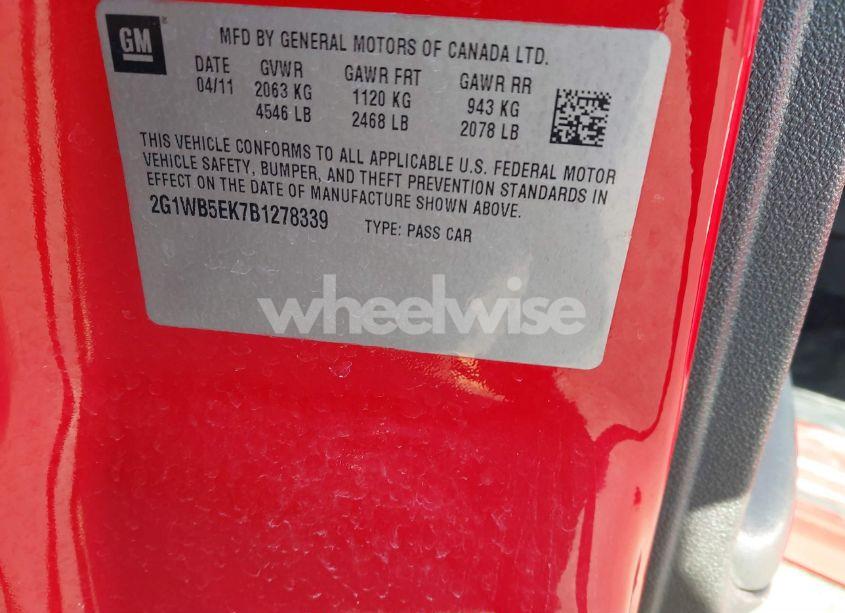 GM
MFD BY GENERAL MOTORS OF CANADA LTD.
DATE GVWR GAWR FRT GAWR RR
04/11 2063 KG 1120 KG 943 KG
4546 LB 2468 LB 2078 LB
THIS VEHICLE CONFORMS TO ALL APPLICABLE U.S. FEDERAL MOTOR
VEHICLE SAFETY, BUMPER, AND THEFT PREVENTION STANDARDS IN
EFFECT ON THE DATE OF MANUFACTURE SHOWN ABOVE.
2G1WB5EK7B1278339 TYPE: PASS CAR
wheelwise